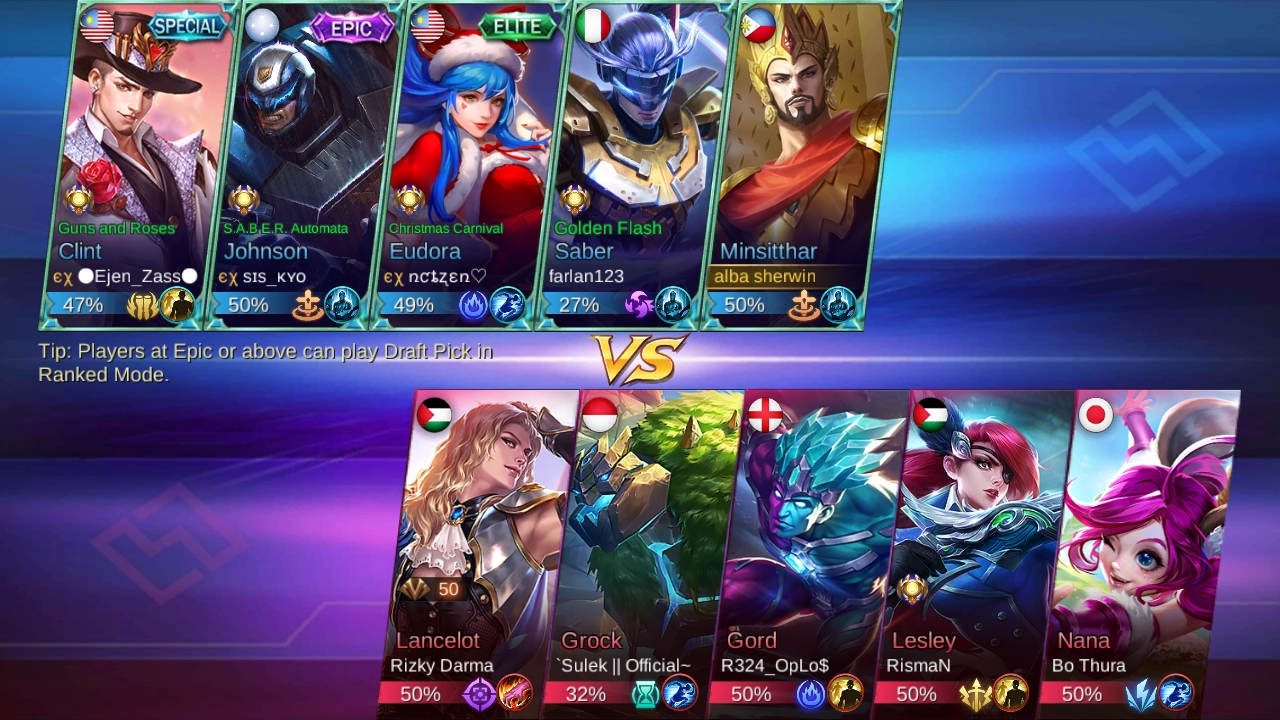 SPECIAL
EPIC
ELITE
Guns and Roses
S.A.B.E.R. Automata
Christmas Carnival
Golden Flash
Clint
Johnson
Eudora
Saber
Minsitthar
єχ ●Ejen_Zass●
єχ sɪs_ᴋʏᴏ
farlan123
alba sherwin
47%
50%
49%
27%
50%
Tip: Players at Epic or above can play Draft Pick in
Ranked Mode.
VS
50
Lancelot
Grock
Gord
Lesley
Nana
Rizky Darma
`Sulek || Official~
R324_OpLo$
RismaN
Bo Thura
50%
32%
50%
50%
50%